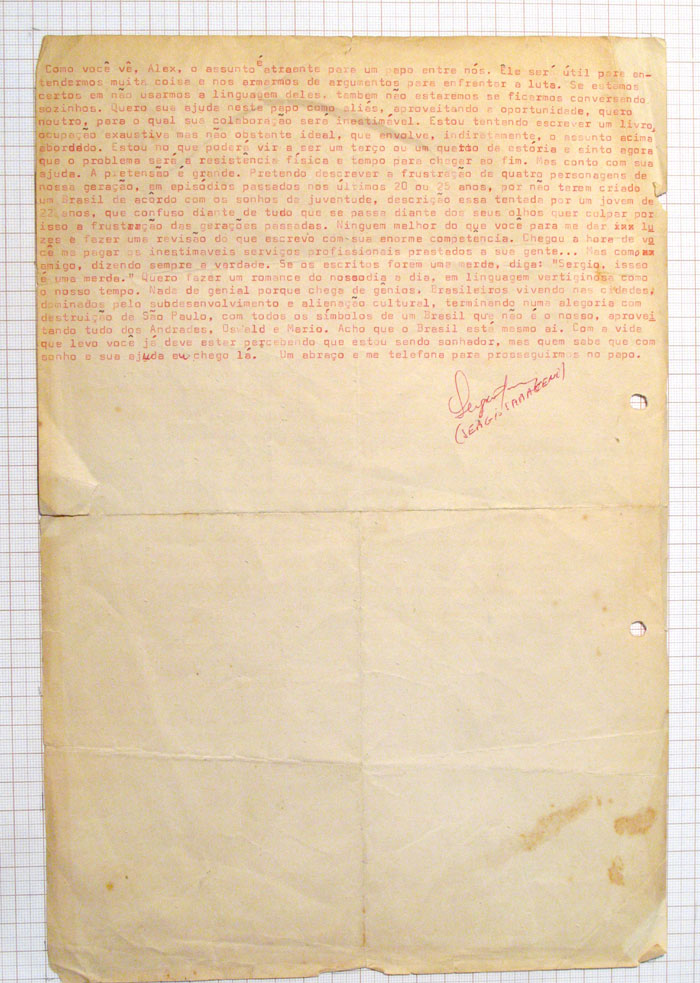 Como você vê, Alex, o assunto é atraente para um papo entre nós. Ele será útil para en-
tendermos muita coisa e nos armarmos de argumentos para enfrentar a luta. Se estamos
certos em não usarmos a linguagem deles, também não estaremos se ficarmos conversando
sozinhos. Quero sua ajuda neste papo como aliás, aproveitando a oportunidade, quero
noutro, para o qual sua colaboração será inestimável. Estou tentando escrever um livro,
ocupação exaustiva mas não obstante ideal, que envolve, indiretamente, o assunto acima
abordado. Estou no que poderá vir a ser um terço ou um quarto da estória e sinto agora
que o problema será a resistência física e tempo para chegar ao fim. Mas conto com sua
ajuda. A pretensão é grande. Pretendo descrever a frustração de quatro personagens de
nossa geração, em episódios passados nos últimos 20 ou 25 anos, por não terem criado
um Brasil de acôrdo com os sonhos da juventude, descrição essa tentada por um jovem de
22 anos, que confuso diante de tudo que se passa diante dos seus olhos quer culpar por
isso a frustração das gerações passadas. Ninguem melhor do que você para me dar xxx lu
zes e fazer uma revisão do que escrevo com sua enorme competencia. Chegou a hora de vo
cê me pagar os inestimaveis serviços profissionais prestados a sua gente... Mas como xx
amigo, dizendo sempre a verdade. Se os escritos forem uma merda, diga: "Sergio, isso
é uma merda." Quero fazer um romance do nossodia a dia, em linguagem vertiginosa como
o nosso tempo. Nada de genial porque chega de gênios. Brasileiros vivendo nas cidades,
dominados pelo subdesenvolvimento e alienação cultural, terminando numa alegoria com
destruição de São Paulo, com todos os símbolos de um Brasil que não é o nosso, aprovei
tando tudo dos Andrades, Oswald e Mario. Acho que o Brasil está mesmo aí. Com a vida
que levo você já deve estar percebendo que estou sendo sonhador, mas quem sabe que com
sonho e sua ajuda eu chego lá. Um abraço e me telefona para prosseguirmos no papo.